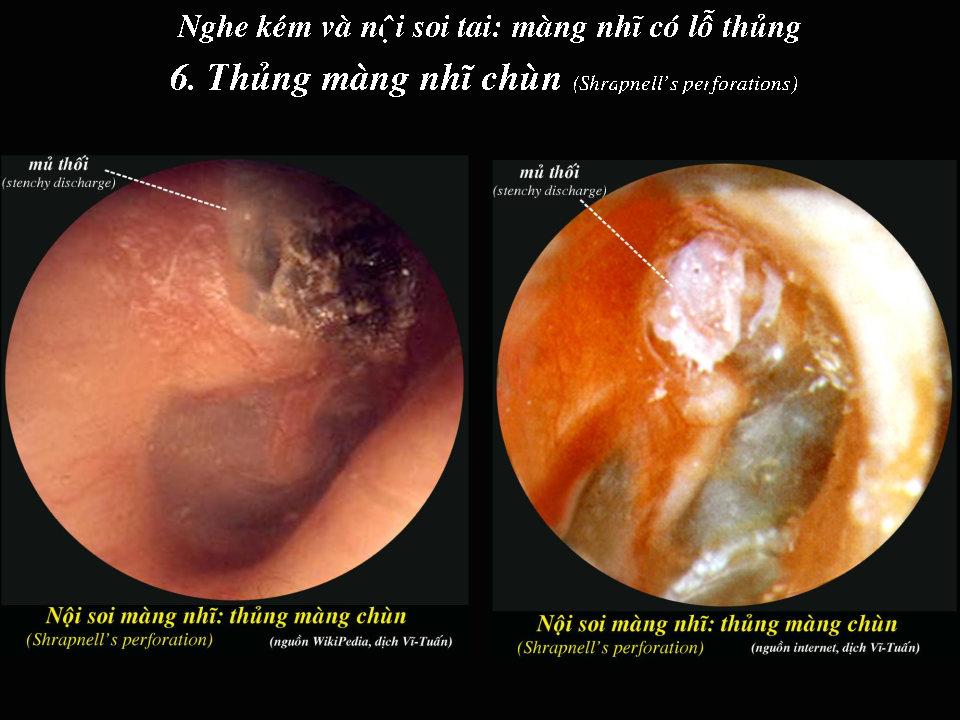 Nghe kém và nội soi tai: màng nhĩ có lỗ thủng
6. Thủng màng nhĩ chùn (Shrapnell's perforations)
mủ thối
(stenchy discharge)
mủ thối
(stenchy discharge)
Nội soi màng nhĩ: thủng màng chùn
(Shrapnell's perforation) (nguồn WikiPedia, dịch Vĩ-Tuấn)
Nội soi màng nhĩ: thủng màng chùn
(Shrapnell's perforation) (nguồn internet, dịch Vĩ-Tuấn)